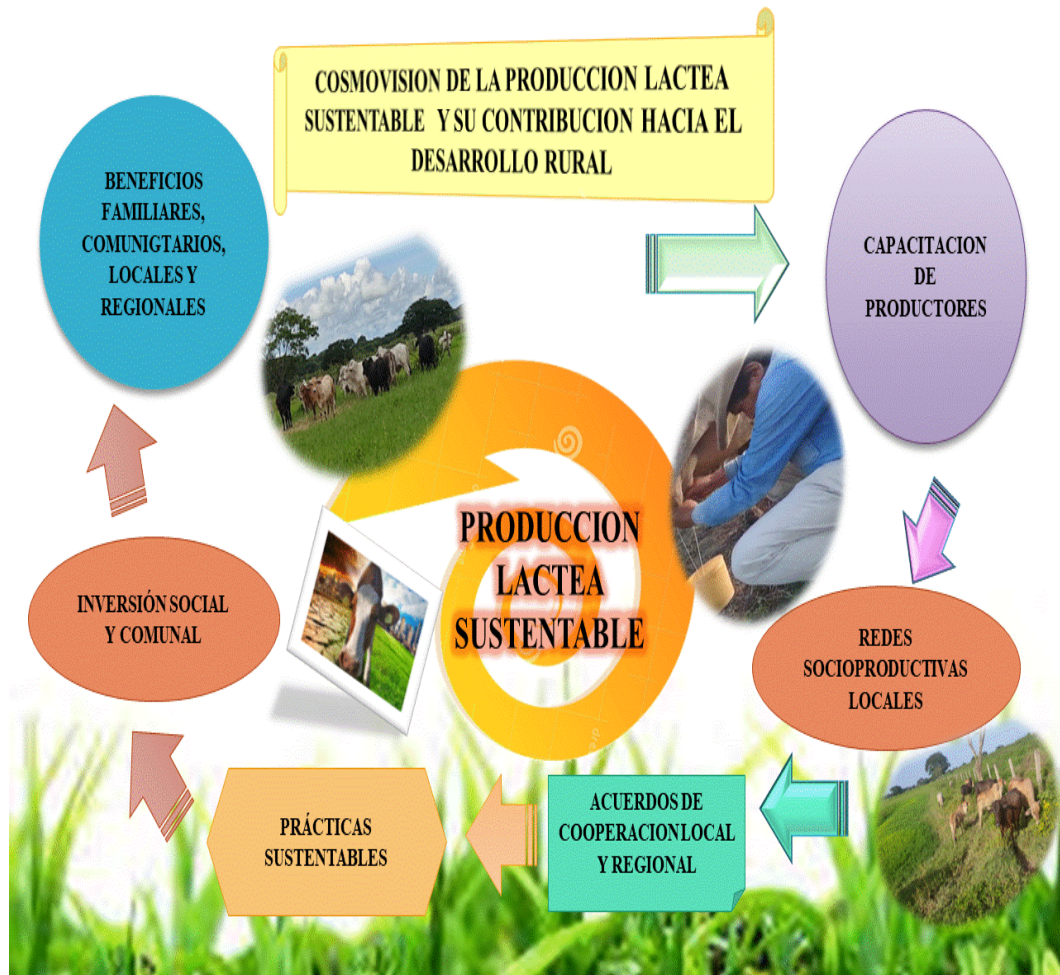 COSMOVISION DE LA PRODUCCION LACTEA
SUSTENTABLE Y SU CONTRIBUCION HACIA EL
DESARROLLO RURAL
CAPACITACION
DE
PRODUCTORES
REDES
SOCIOPRODUCTIVAS
LOCALES
ACUERDOS DE
COOPERACION LOCAL
Y REGIONAL
PRÁCTICAS
SUSTENTABLES
INVERSIÓN SOCIAL
Y COMUNAL
BENEFICIOS
FAMILIARES,
COMUNIGTARIOS,
LOCALES Y
REGIONALES
PRODUCCION
LACTEA
SUSTENTABLE